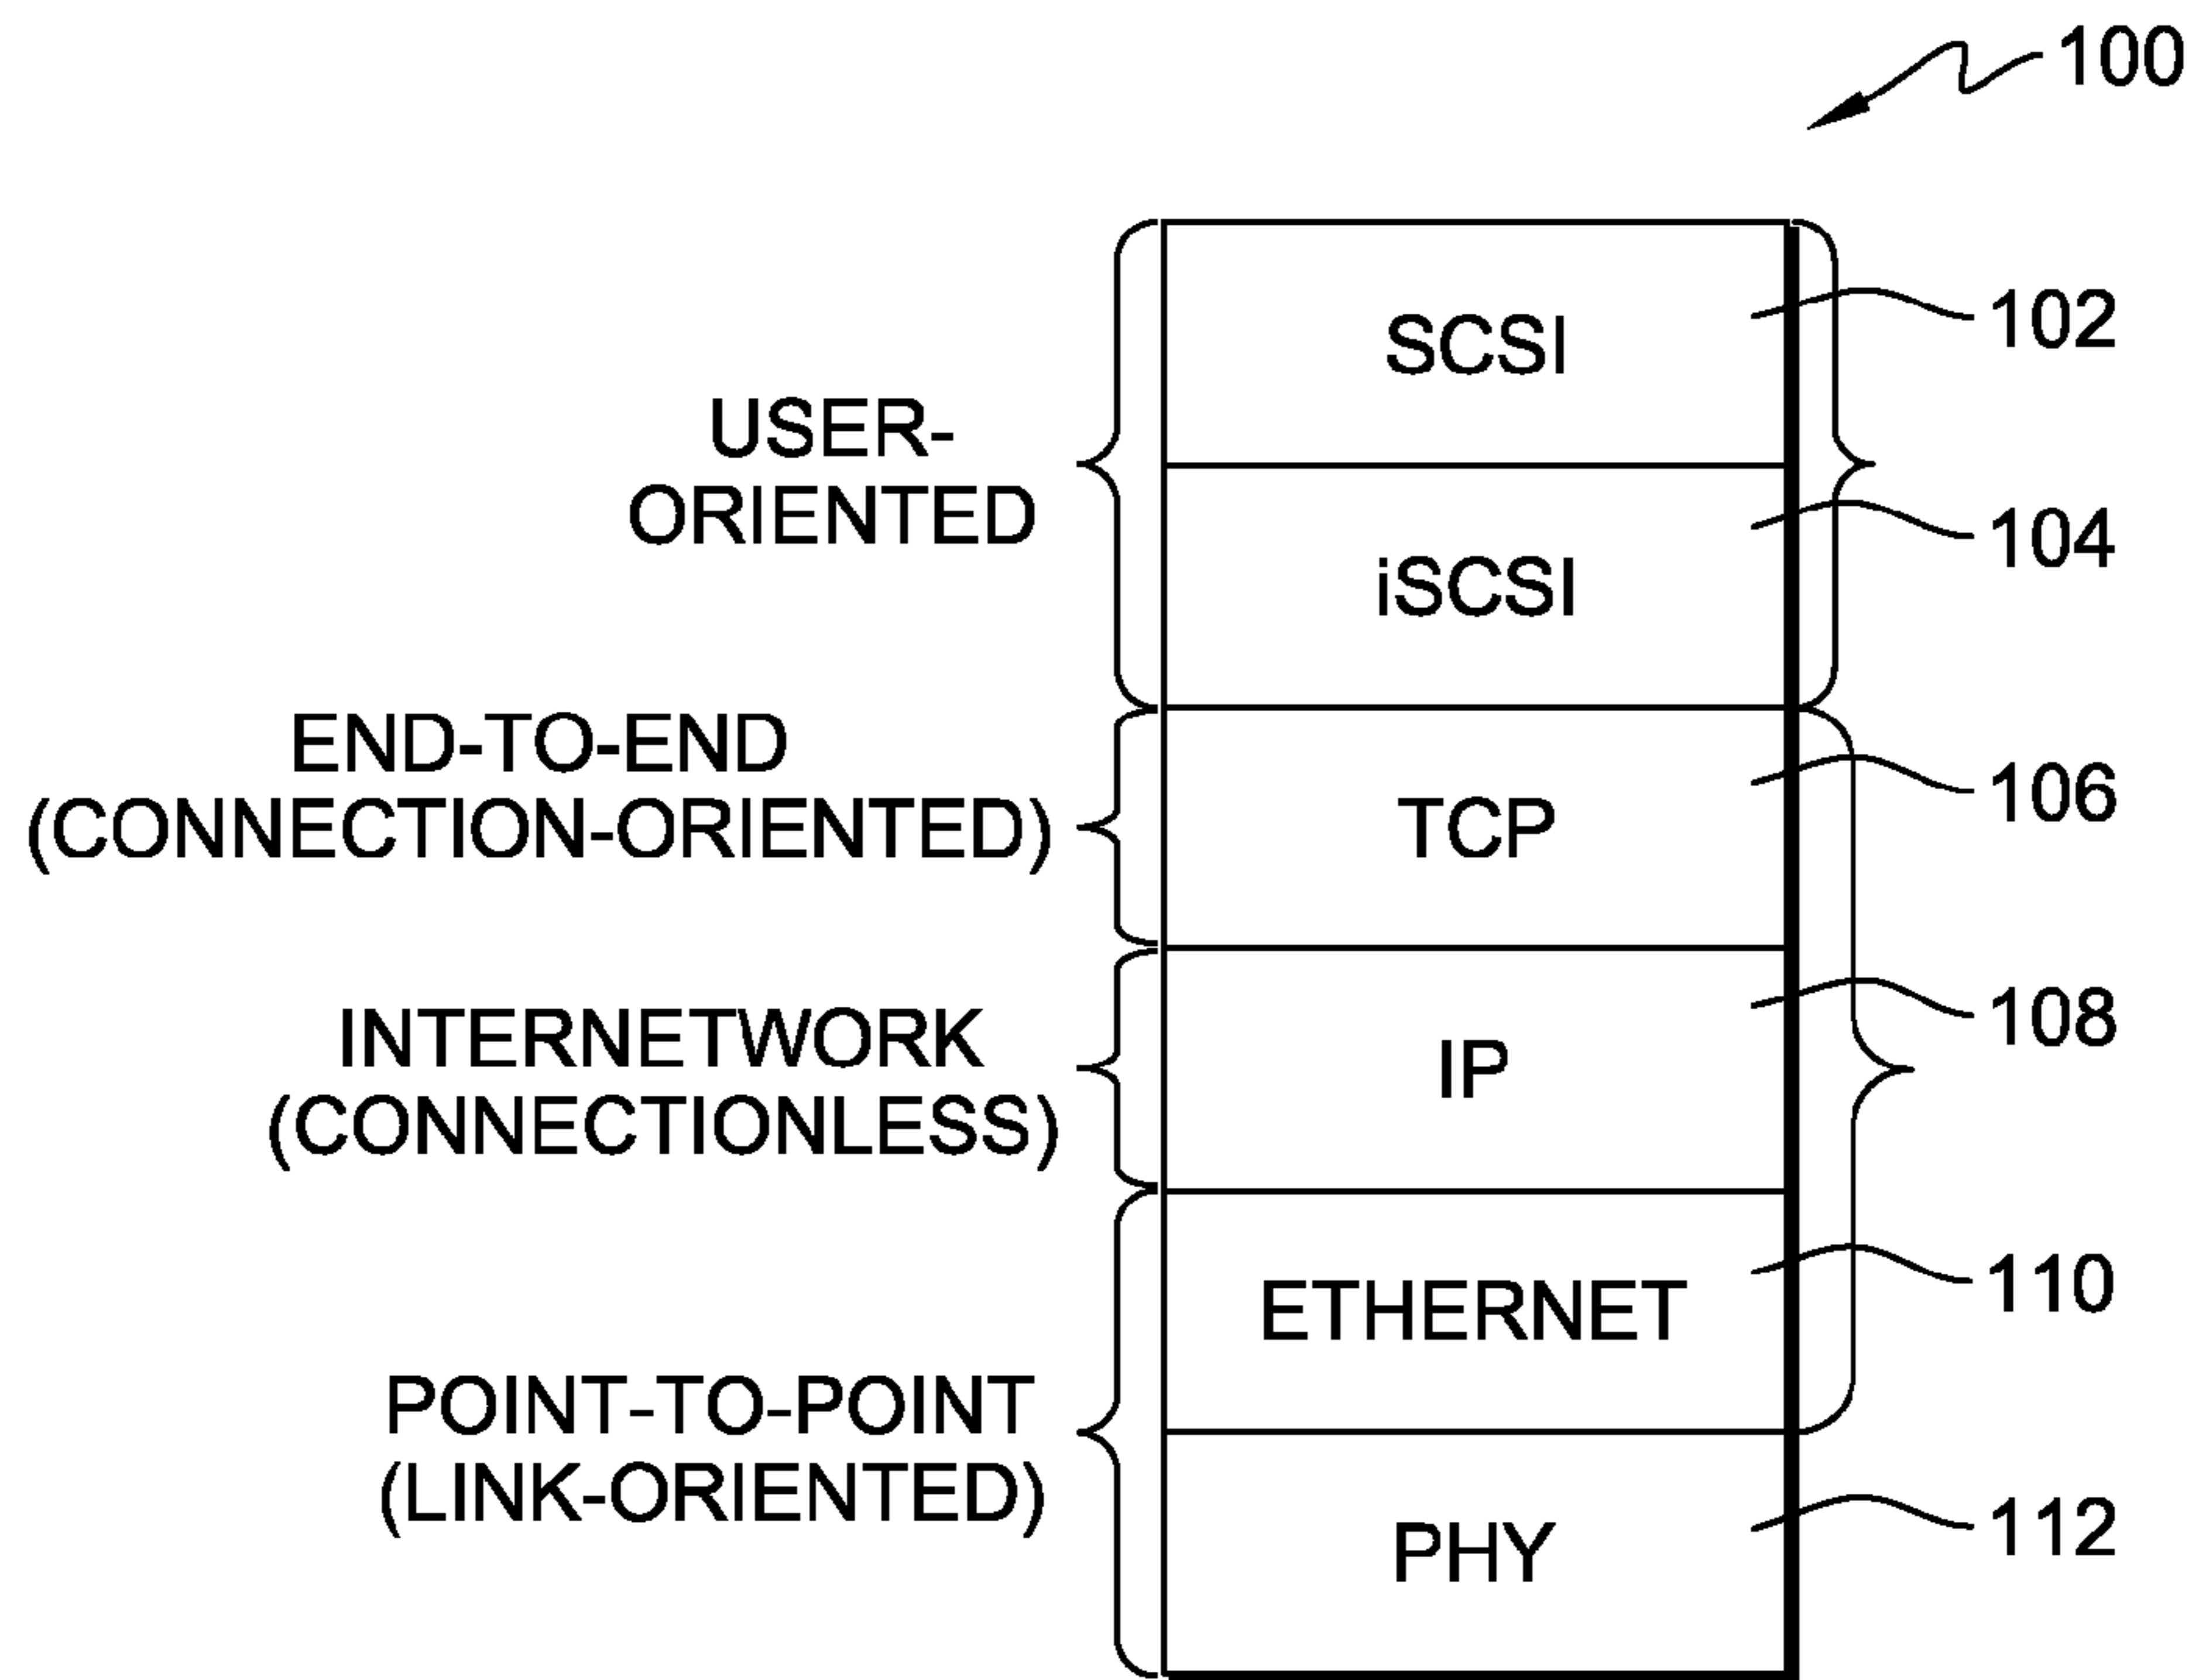 100
SCSI
102
USER-
ORIENTED
iSCSI
104
END-TO-END
(CONNECTION-ORIENTED)
TCP
106
INTERNETWORK
(CONNECTIONLESS)
IP
108
ETHERNET
110
POINT-TO-POINT
(LINK-ORIENTED)
PHY
112